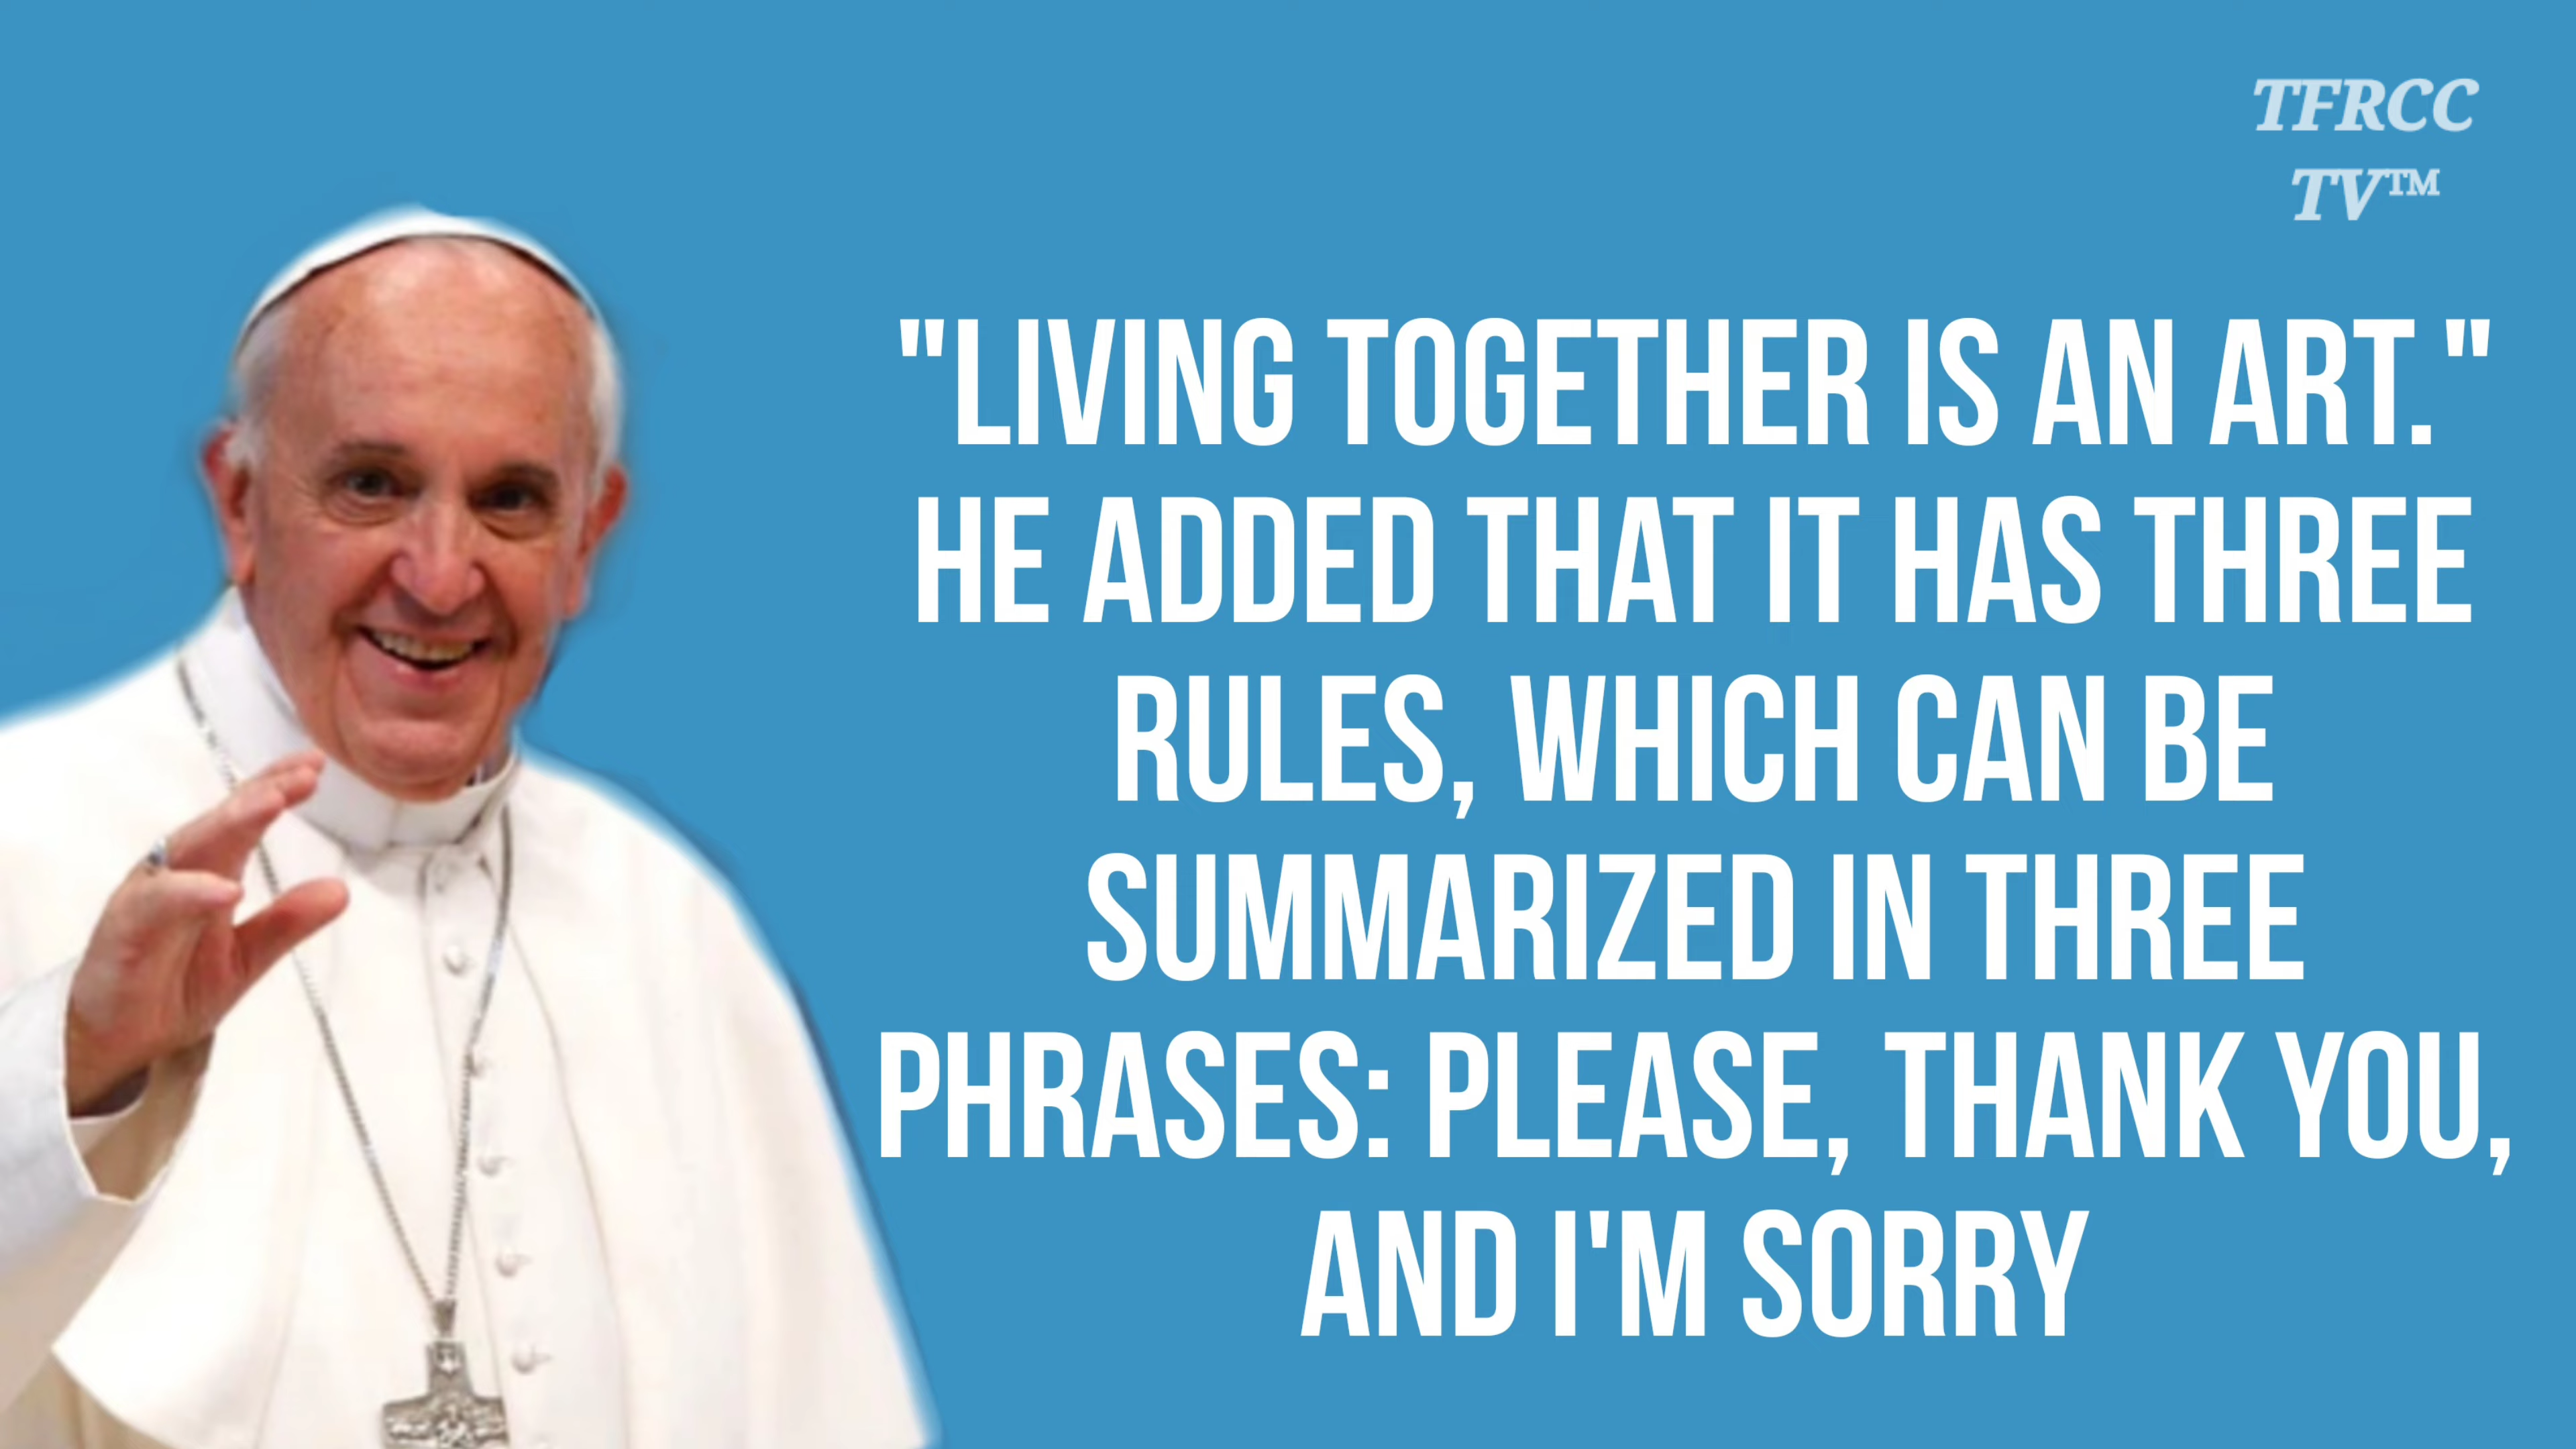 TFRCC
TV™
"LIVING TOGETHER IS AN ART."
HE ADDED THAT IT HAS THREE
RULES, WHICH CAN BE
SUMMARIZED IN THREE
PHRASES: PLEASE, THANK YOU,
AND I'M SORRY